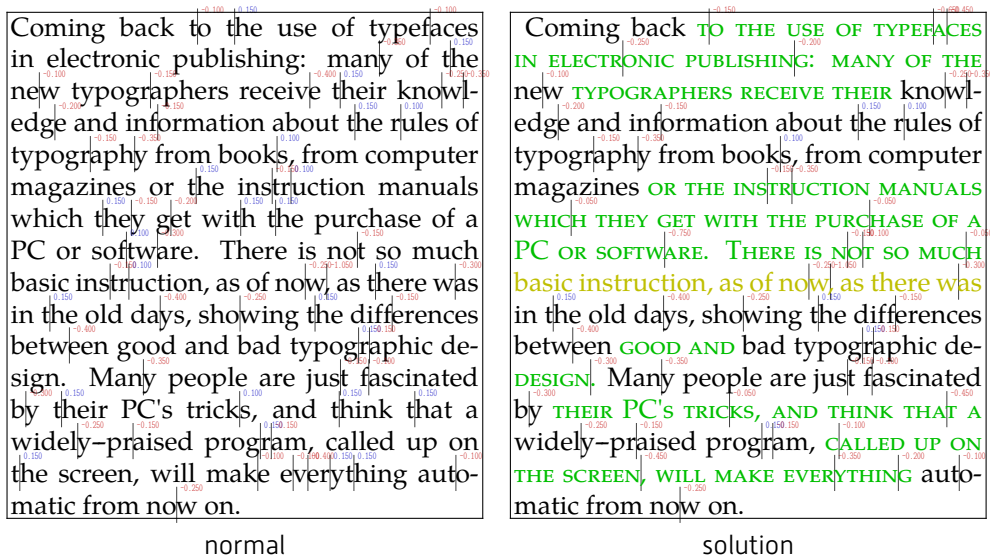 Coming back to the use of typefaces
in electronic publishing: many of the
new typographers receive their knowl-
edge and information about the rules of
typography from books, from computer
magazines or the instruction manuals
which they get with the purchase of a
PC or software. There is not so much
basic instruction, as of now, as there was
in the old days, showing the differences
between good and bad typographic de-
sign. Many people are just fascinated
by their PC's tricks, and think that a
widely–praised program, called up on
the screen, will make everything auto-
matic from now on.
normal
Coming back TO THE USE OF TYPEFACES
IN ELECTRONIC PUBLISHING: MANY OF THE
new TYPOGRAPHERS RECEIVE THEIR knowl-
edge and information about the rules of
typography from books, from computer
magazines OR THE INSTRUCTION MANUALS
WHICH THEY GET WITH THE PURCHASE OF A
PC OR SOFTWARE. THERE IS NOT SO MUCH
basic instruction, as of now, as there was
in the old days, showing the differences
between GOOD AND bad typographic de-
DESIGN. Many people are just fascinated
by THEIR PC'S TRICKS, AND THINK THAT A
widely–praised program, CALLED UP ON
THE SCREEN, WILL MAKE EVERYTHING auto-
matic from now on.
solution